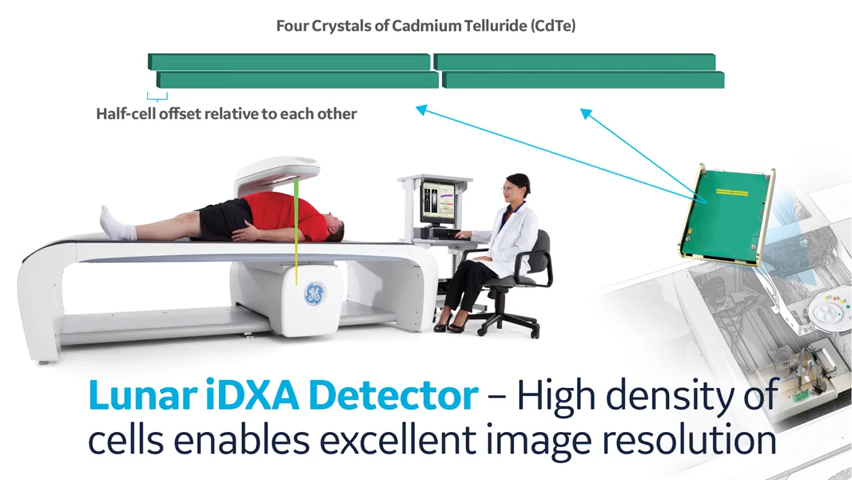 Four Crystals of Cadmium Telluride (CdTe)
Half-cell offset relative to each other
GE
Lunar iDXA Detector – High density of
cells enables excellent image resolution